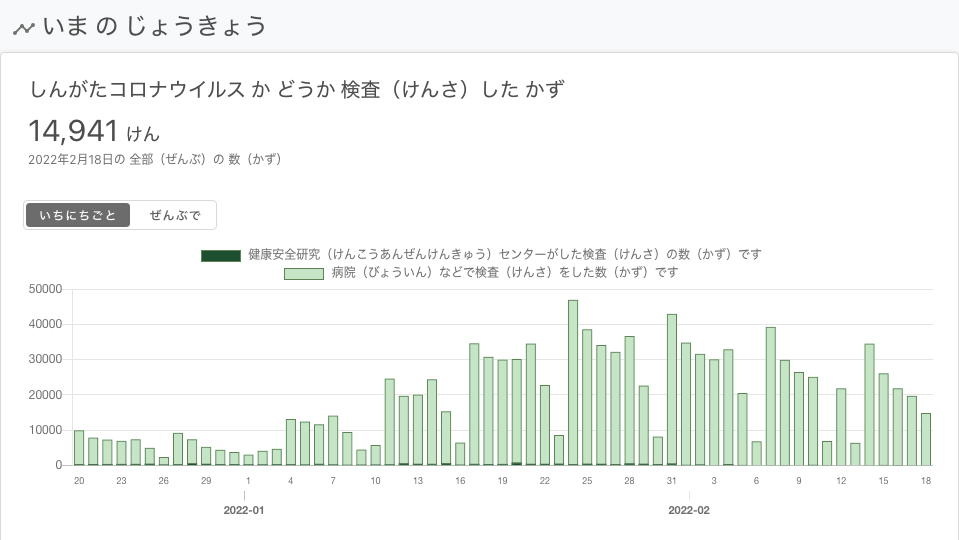 いま の じょうきょう
しんがたコロナウイルス か どうか 検査（けんさ）した かず
14,941 けん
2022年2月18日の 全部（ぜんぶ）の 数（かず）
いちにちごと ぜんぶで
健康安全研究（けんこうあんぜんけんきゅう）センターがした検査（けんさ）の数（かず）です
病院（びょういん）などで検査（けんさ）をした数（かず）です
50000
40000
30000
20000
10000
0
20 23 26 29 1 4 7 10 13 16 19 22 25 28 31 3 6 9 12 15 18
2022-01 2022-02